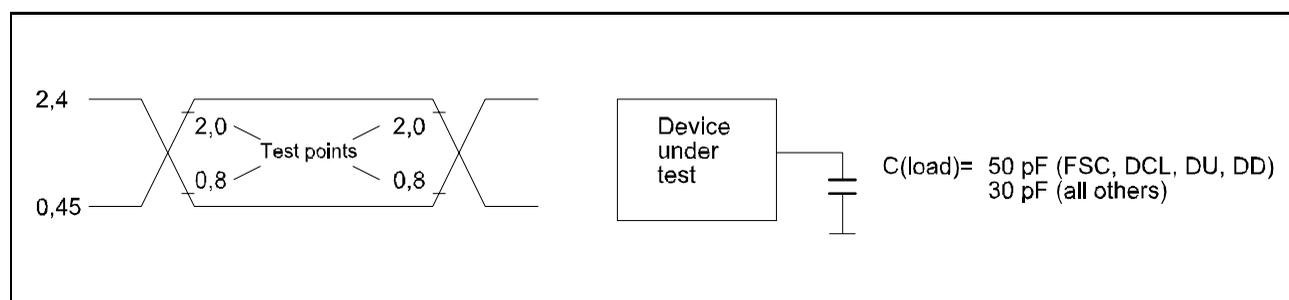 2,4
2,0
2,0
Test points
0,8
0,8
0,45
Device
under
test
C(load)= 50 pF (FSC, DCL, DU, DD)
30 pF (all others)